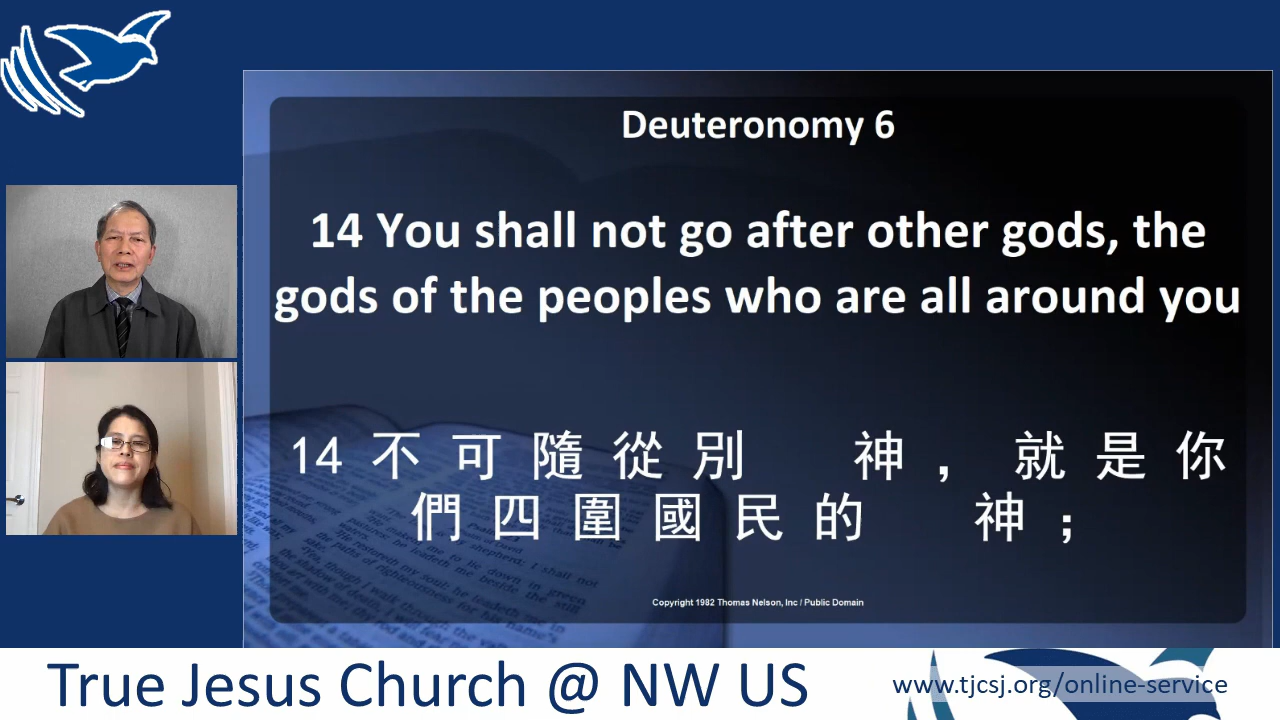 Deuteronomy 6
14 You shall not go after other gods, the
gods of the peoples who are all around you
14 不 可 隨 從 別 神 ， 就 是 你
們 四 圍 國 民 的 神 ；
Copyright 1982 Thomas Nelson, Inc / Public Domain
True Jesus Church @ NW US
www.tjcsj.org/online-service